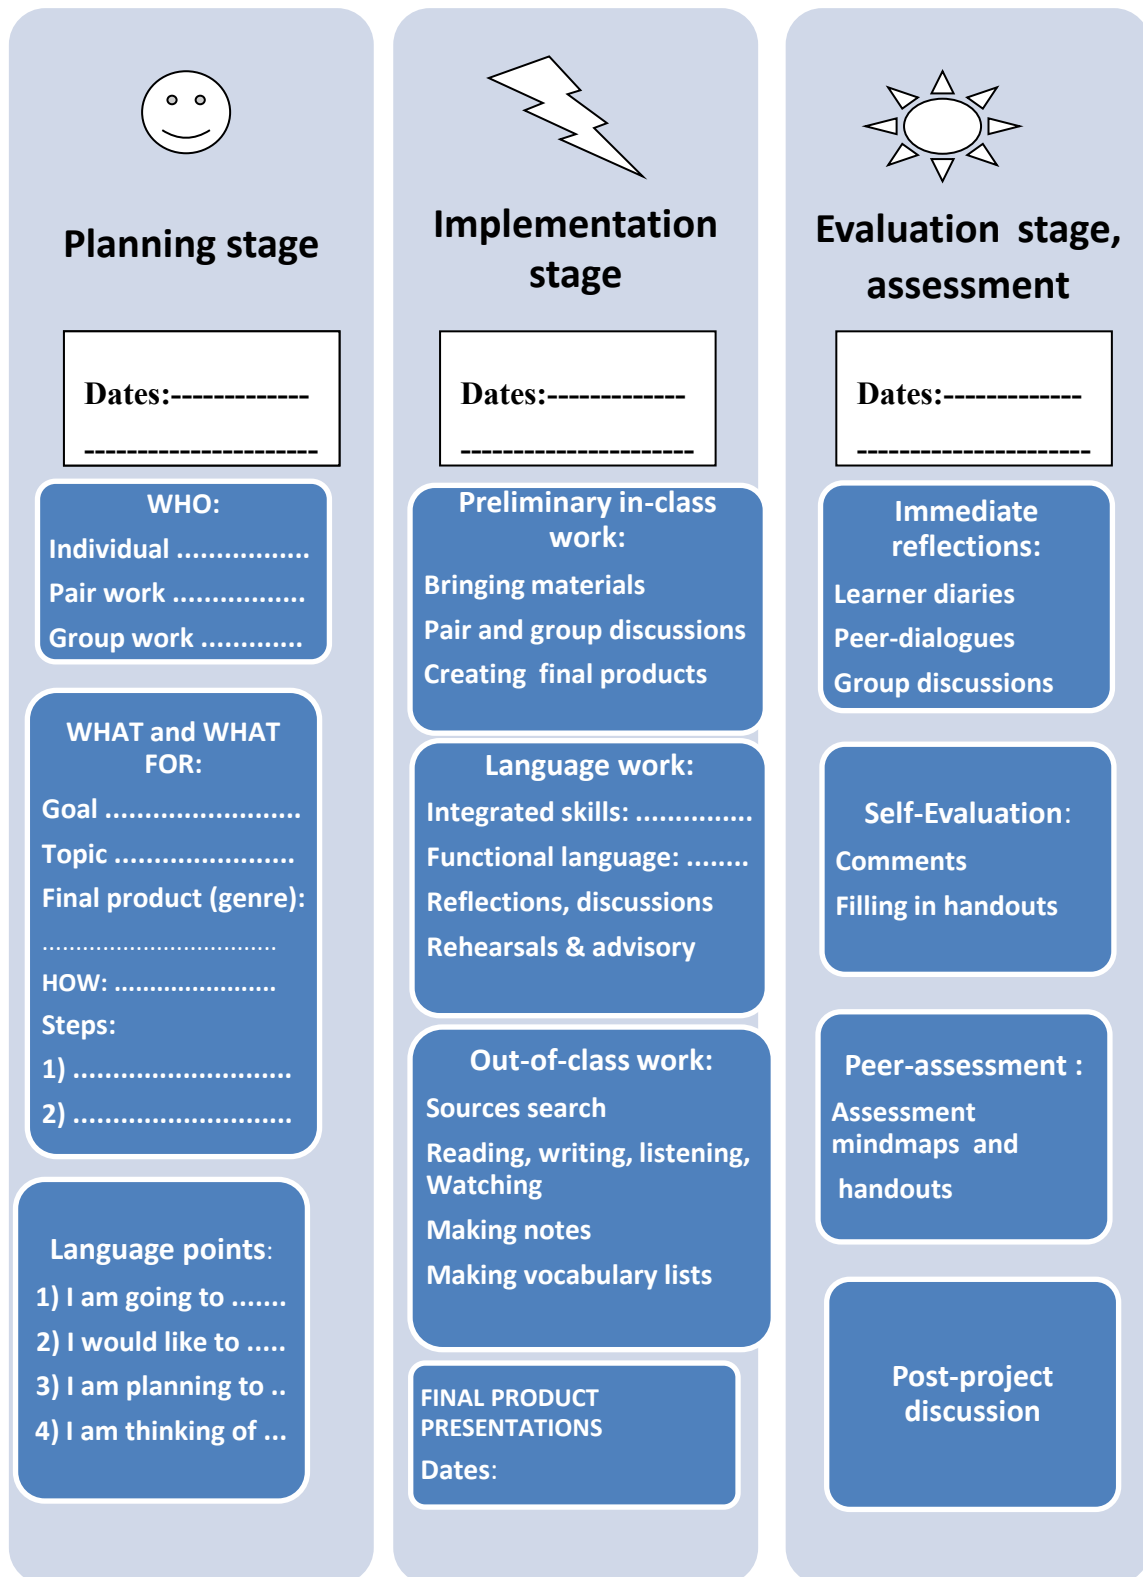 Planning stage
Dates:-------------
----------------------
WHO:
Individual .................
Pair work .................
Group work .............
WHAT and WHAT
FOR:
Goal .........................
Topic .......................
Final product (genre):
...................................
HOW: .......................
Steps:
1) ............................
2) ............................
Language points:
1) I am going to .......
2) I would like to .....
3) I am planning to ..
4) I am thinking of ...
Implementation
stage
Dates:-------------
----------------------
Preliminary in-class
work:
Bringing materials
Pair and group discussions
Creating final products
Language work:
Integrated skills: ...............
Functional language: ........
Reflections, discussions
Rehearsals & advisory
Out-of-class work:
Sources search
Reading, writing, listening,
Watching
Making notes
Making vocabulary lists
FINAL PRODUCT
PRESENTATIONS
Dates:
Evaluation stage,
assessment
Dates:-------------
----------------------
Immediate
reflections:
Learner diaries
Peer-dialogues
Group discussions
Self-Evaluation:
Comments
Filling in handouts
Peer-assessment :
Assessment
mindmaps and
handouts
Post-project
discussion